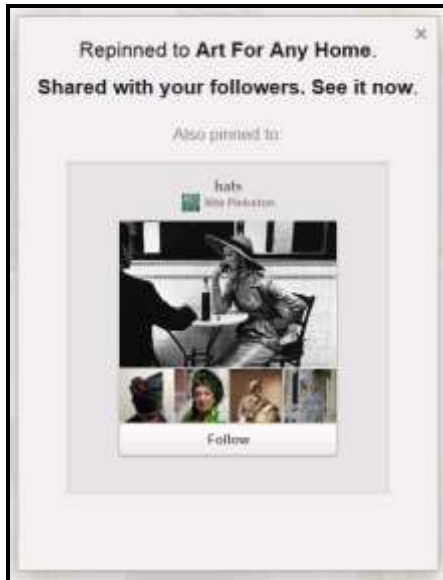 ×
Repinned to Art For Any Home.
Shared with your followers. See it now.
Also pinned to:
hats
Follow